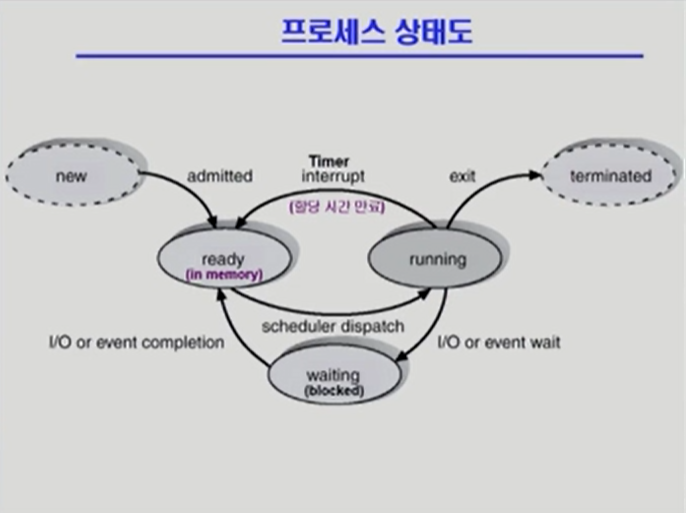 프로세스 상태도
new
admitted
Timer
interrupt
(할당 시간 만료)
exit
terminated
ready
(in memory)
running
scheduler dispatch
I/O or event completion
I/O or event wait
waiting
(blocked)